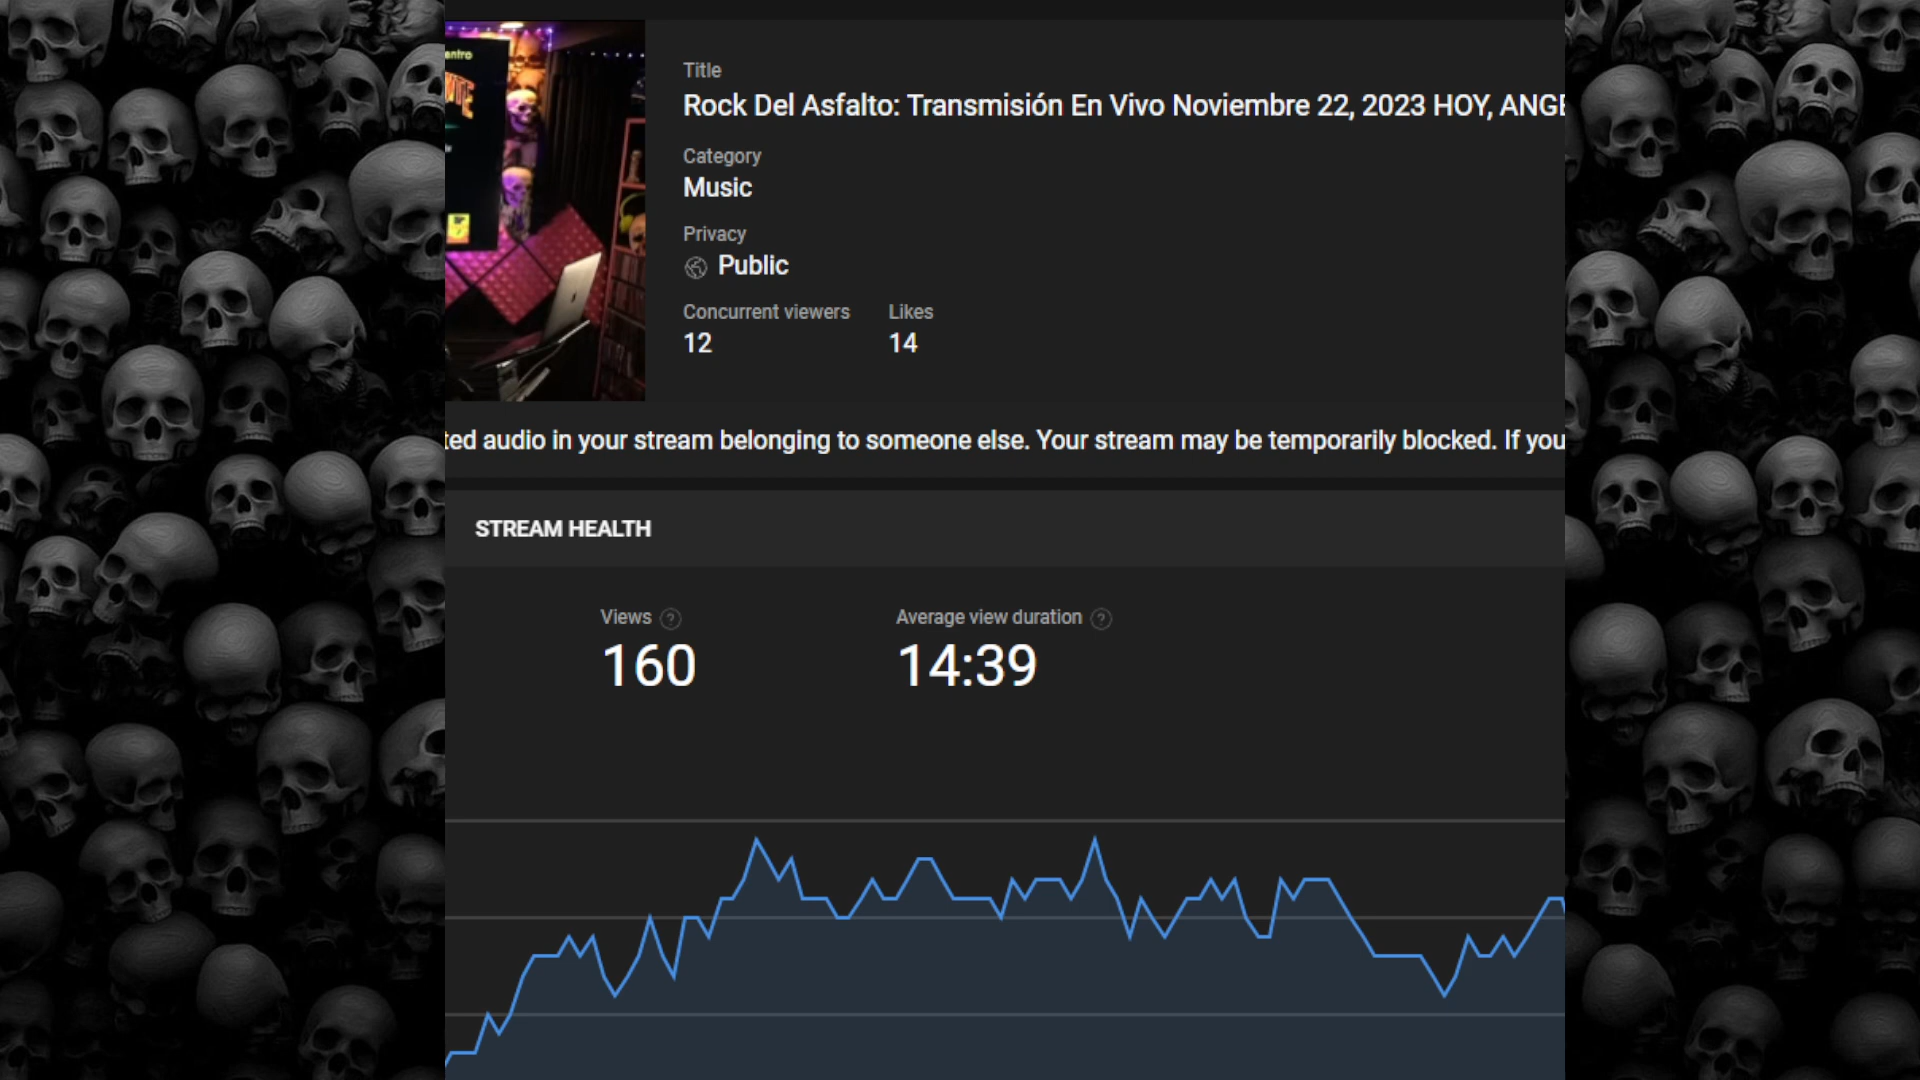 Title
Rock Del Asfalto: Transmisión En Vivo Noviembre 22, 2023 HOY, ANGE
Category
Music
Privacy
Public
Concurrent viewers Likes
12 14
ted audio in your stream belonging to someone else. Your stream may be temporarily blocked. If you
STREAM HEALTH
Views ? Average view duration ?
160 14:39